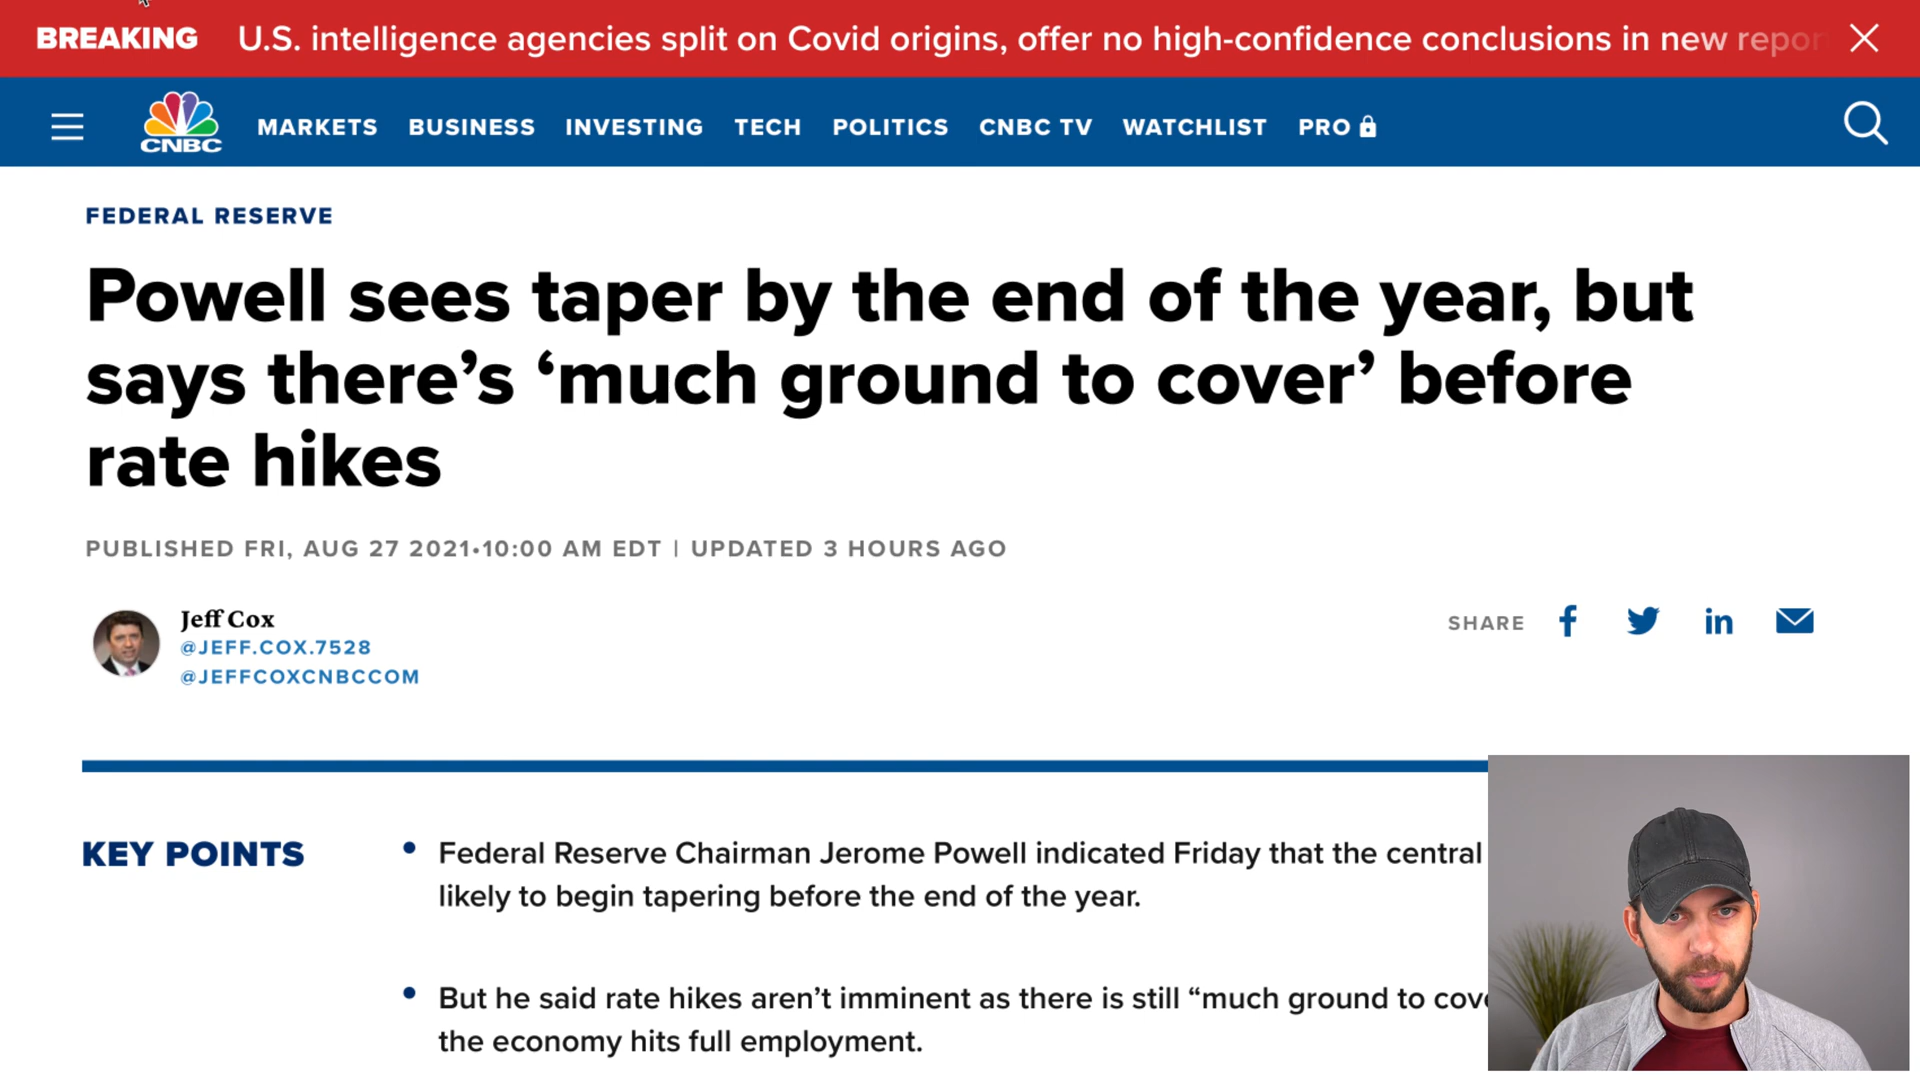 BREAKING U.S. intelligence agencies split on Covid origins, offer no high-confidence conclusions in new
CNBC MARKETS BUSINESS INVESTING TECH POLITICS CNBC TV WATCHLIST PRO
FEDERAL RESERVE
Powell sees taper by the end of the year, but
says there’s ‘much ground to cover’ before
rate hikes
PUBLISHED FRI, AUG 27 2021•10:00 AM EDT | UPDATED 3 HOURS AGO
Jeff Cox
@JEFF.COX.7528
@JEFFCOXCNBCCOM
SHARE
KEY POINTS
• Federal Reserve Chairman Jerome Powell indicated Friday that the central
likely to begin tapering before the end of the year.
• But he said rate hikes aren’t imminent as there is still “much ground to
the economy hits full employment.